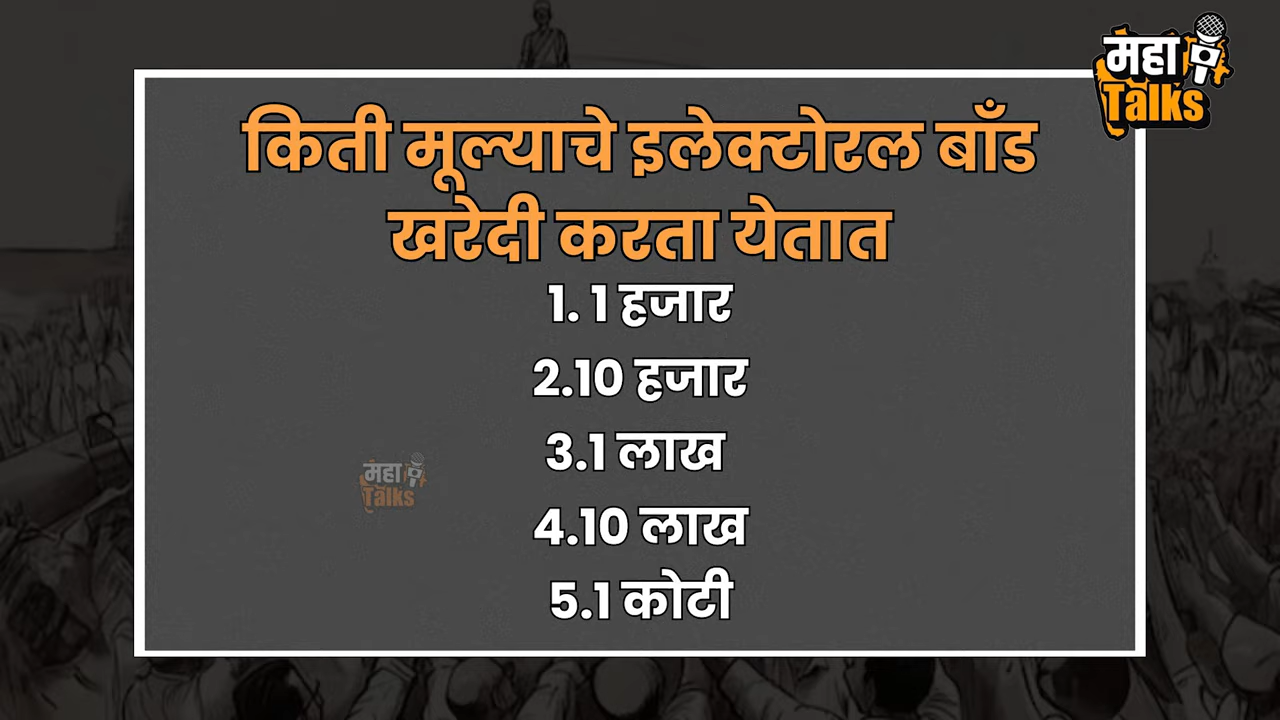 महा
Talks
किती मूल्याचे इलेक्टोरल बाँड
खरेदी करता येतात
1. 1 हजार
2.10 हजार
3.1 लाख
4.10 लाख
5.1 कोटी
महा
Talks